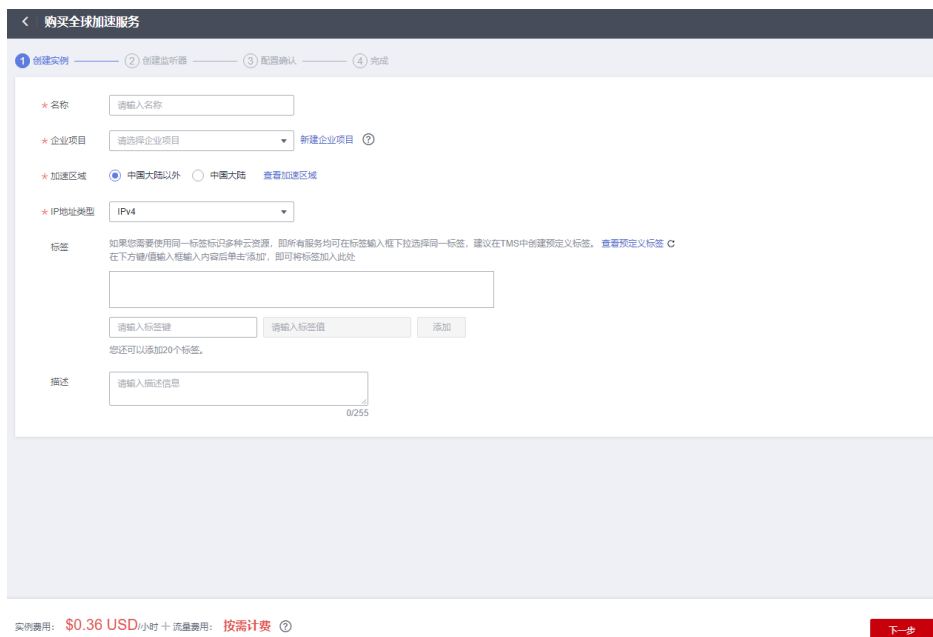 购买全球加速服务
1 创建实例 2 创建监听器 3 配置确认 4 完成
* 名称 请输入名称
* 企业项目 请选择企业项目 新建企业项目 ?
* 加速区域 中国大陆以外 中国大陆 查看加速区域
* IP地址类型 IPv4
标签 如果您需要使用同一标签标识多种云资源，即所有服务均可在标签输入框下拉选择同一标签，建议在TMS中创建预定义标签。 查看预定义标签
在下方键/值输入框输入内容后单击'添加'，即可将标签加入此处
请输入标签键 请输入标签值 添加
您还可以添加20个标签。
描述 请输入描述信息
0/255
实例费用： $0.36 USD/小时 + 流量费用： 按需计费 ?
下一步